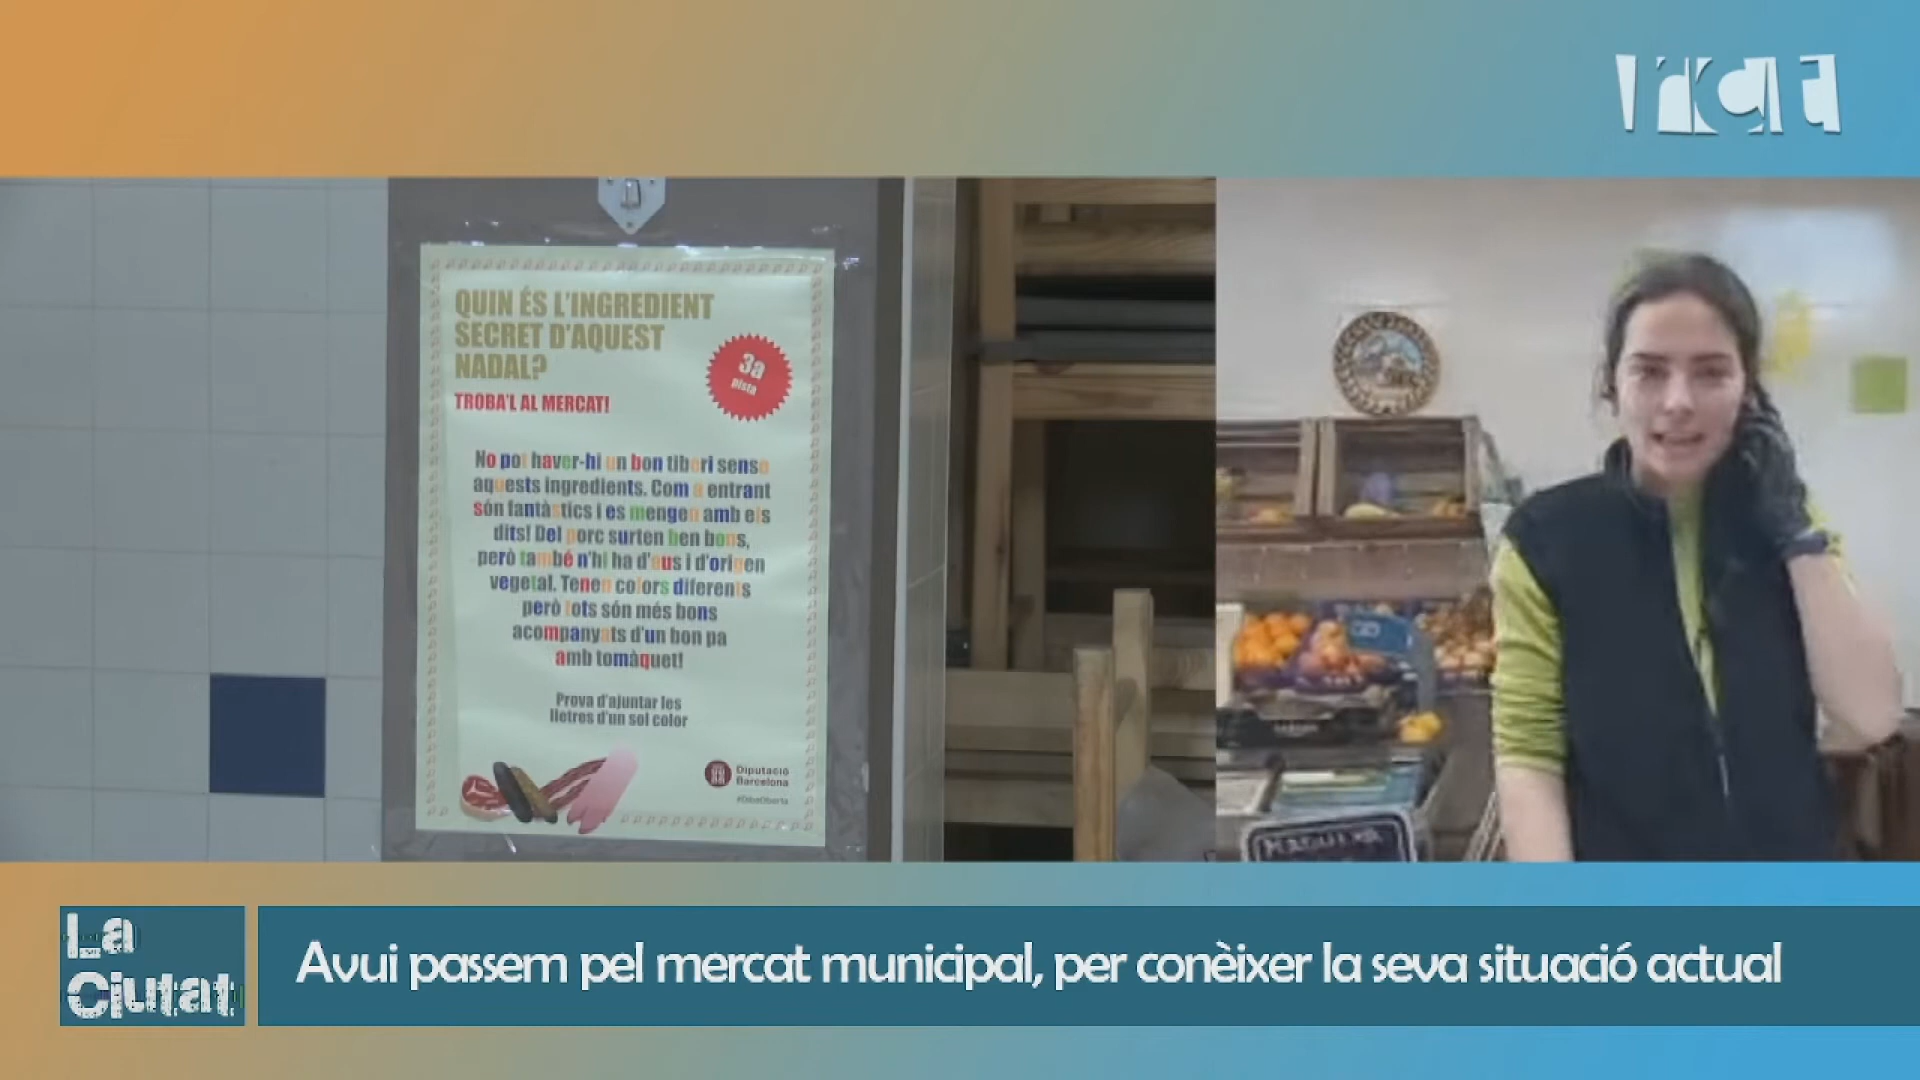 QUIN ÉS L'INGREDIENT
SECRET D'AQUEST
NADAL?
3a
pista
TROBA'L AL MERCAT!
No pot haver-hi un bon tiberi sense
aquests ingredients. Com a entrant
són fantàstics i es mengen amb els
dits! Del porc surten ben bons,
però també n'hi ha d'ous i d'origen
vegetal. Tenen colors diferents
però tots són més bons
acompanyats d'un bon pa
amb tomàquet!
Prova d'ajuntar les
lletres d'un sol color
Diputació
Barcelona
#DibaOberta
La
Ciutat
Avui passem pel mercat municipal, per conèixer la seva situació actual